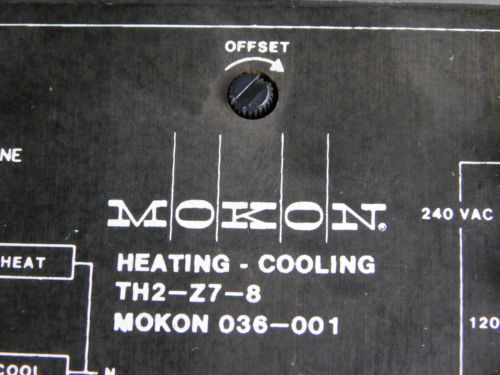 OFFSET
NE
MOKON®
240 VAC
HEAT
HEATING - COOLING
TH2-Z7-8
MOKON 036-001
120
COOL
N